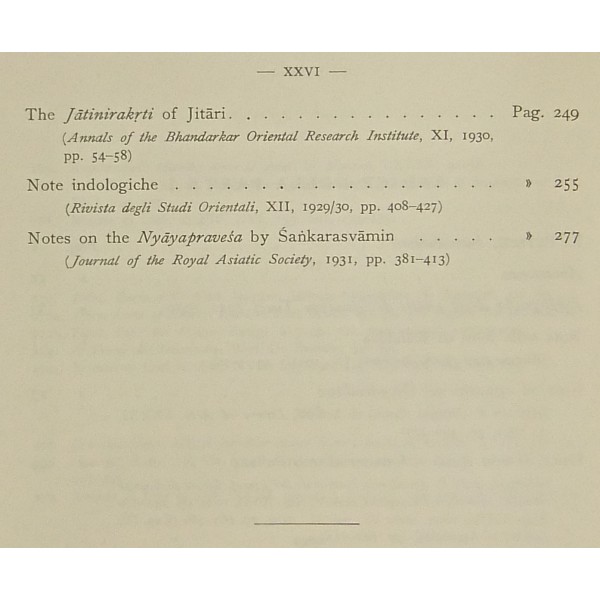 — XXVI —
The Jātinirakṛti of Jitāri. . . . . . . . . . . . . . . Pag. 249
(Annals of the Bhandarkar Oriental Research Institute, XI, 1930,
pp. 54–58)
Note indologiche . . . . . . . . . . . . . . . . . . . » 255
(Rivista degli Studi Orientali, XII, 1929/30, pp. 408–427)
Notes on the Nyāyapraveśa by Śaṅkarasvāmin . . . . . » 277
(Journal of the Royal Asiatic Society, 1931, pp. 381–413)